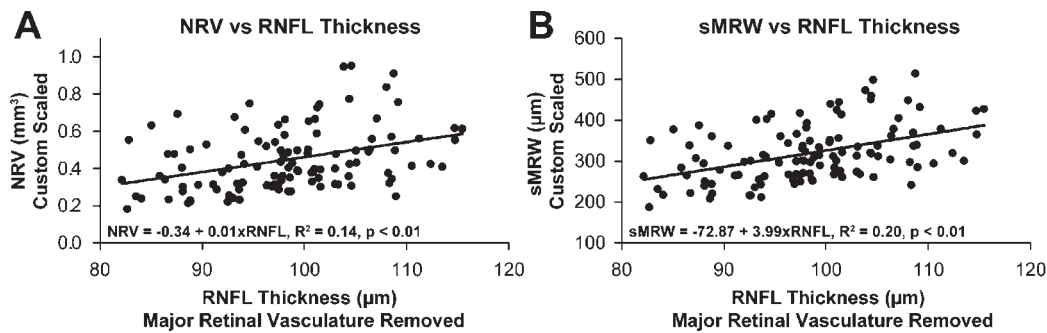 A
NRV vs RNFL Thickness
NRV (mm³)
Custom Scaled
1.0
0.8
0.6
0.4
0.2
0.0
NRV = -0.34 + 0.01xRNFL, R² = 0.14, p < 0.01
80 90 100 110 120
RNFL Thickness (µm)
Major Retinal Vasculature Removed
B
sMRW vs RNFL Thickness
sMRW (µm)
Custom Scaled
600
500
400
300
200
100
sMRW = -72.87 + 3.99xRNFL, R² = 0.20, p < 0.01
80 90 100 110 120
RNFL Thickness (µm)
Major Retinal Vasculature Removed